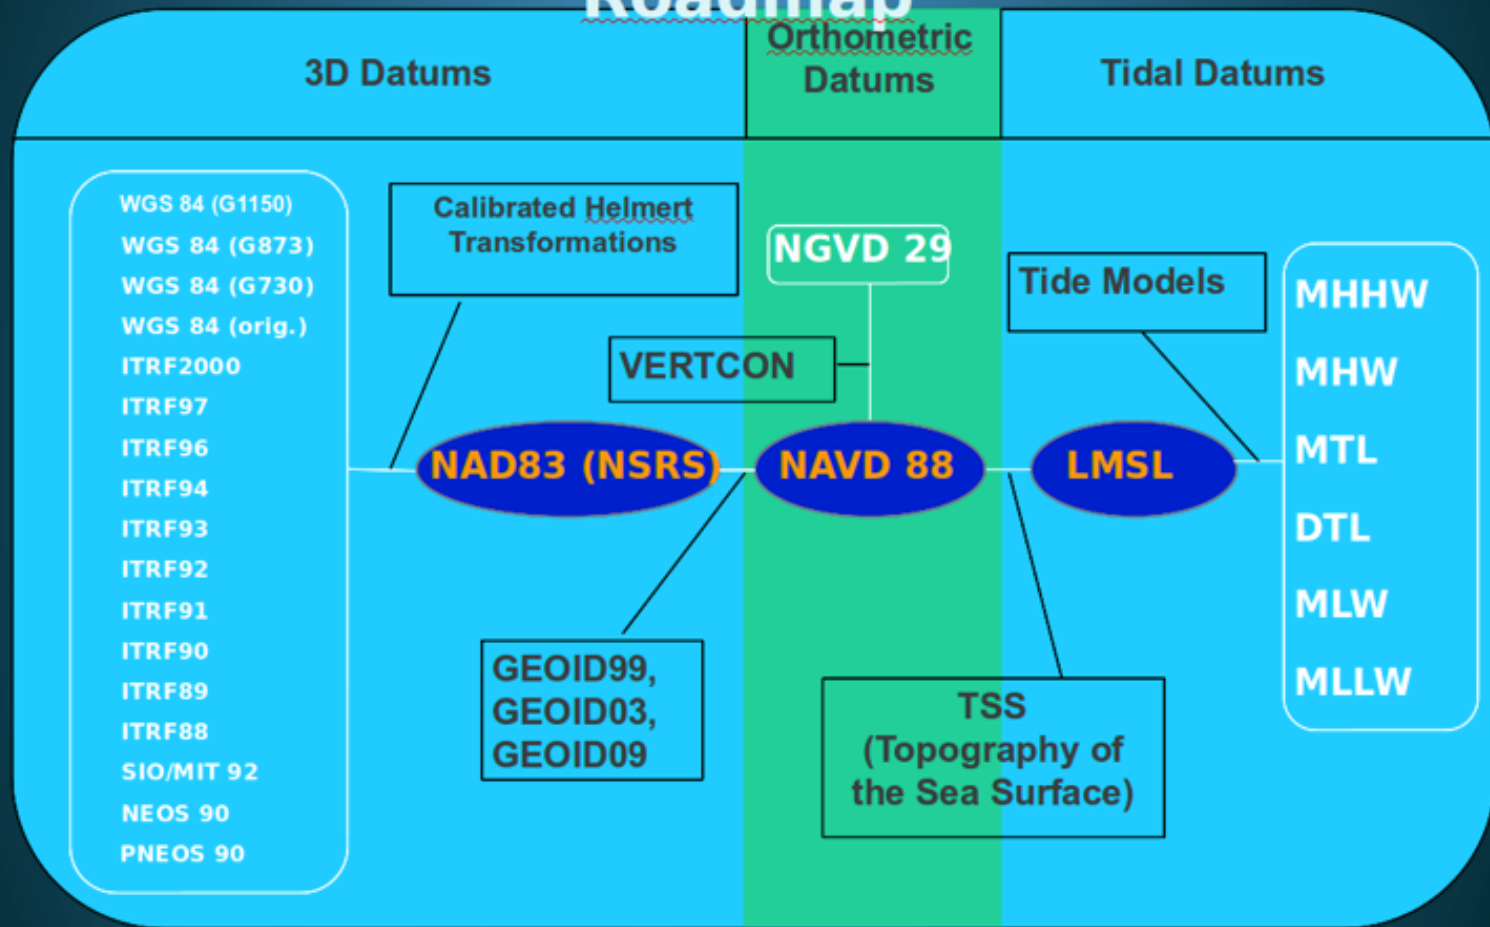 Roadmap
3D Datums
Orthometric
Datums
Tidal Datums
WGS 84 (G1150)
WGS 84 (G873)
WGS 84 (G730)
WGS 84 (orig.)
ITRF2000
ITRF97
ITRF96
ITRF94
ITRF93
ITRF92
ITRF91
ITRF90
ITRF89
ITRF88
SIO/MIT 92
NEOS 90
PNEOS 90
Calibrated Helmert
Transformations
NAD83 (NSRS)
GEOID99,
GEOID03,
GEOID09
NGVD 29
VERTCON
NAVD 88
TSS
(Topography of
the Sea Surface)
Tide Models
LMSL
MHHW
MHW
MTL
DTL
MLW
MLLW